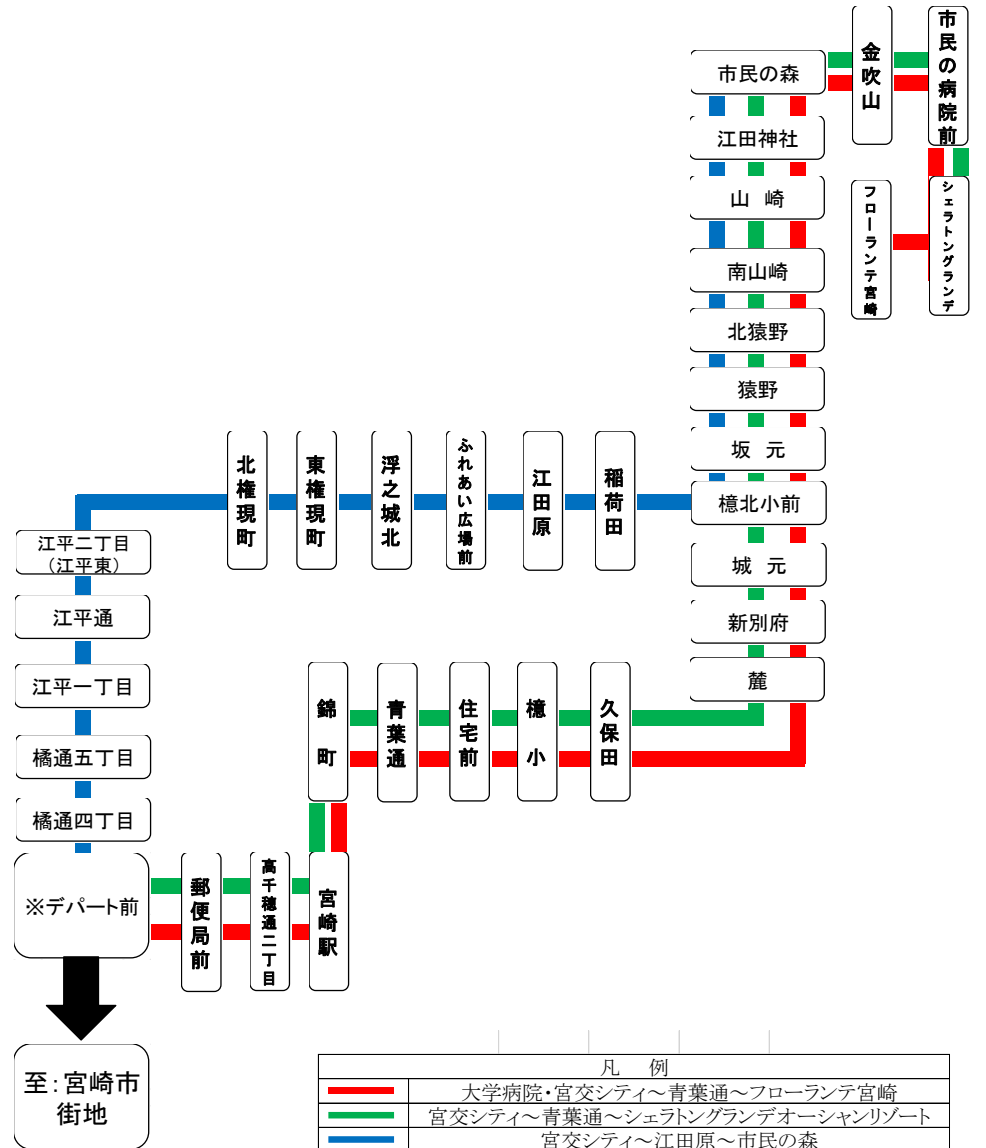 金吹山
市民の病院前
市民の森
江田神社
山 崎
フローランテ宮崎
シェラトングランデ
南山崎
北猿野
猿野
坂 元
北権現町
東権現町
浮之城北
ふれあい広場前
江田原
稲荷田
檍北小前
江平二丁目
(江平東)
城 元
江平通
新別府
江平一丁目
麓
錦 町
青葉通
住宅前
檍 小
久保田
橘通五丁目
橘通四丁目
※デパート前
郵便局前
高千穂通二丁目
宮崎駅
至:宮崎市
街地
凡 例
大学病院・宮交シティ~青葉通~フローランテ宮崎
宮交シティ~青葉通~シェラトングランデオーシャンリゾート
宮交シティ~江田原~市民の森